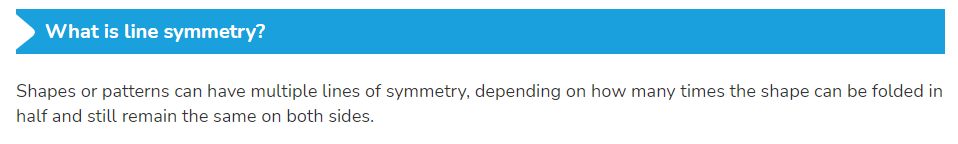 What is line symmetry?
Shapes or patterns can have multiple lines of symmetry, depending on how many times the shape can be folded in
half and still remain the same on both sides.